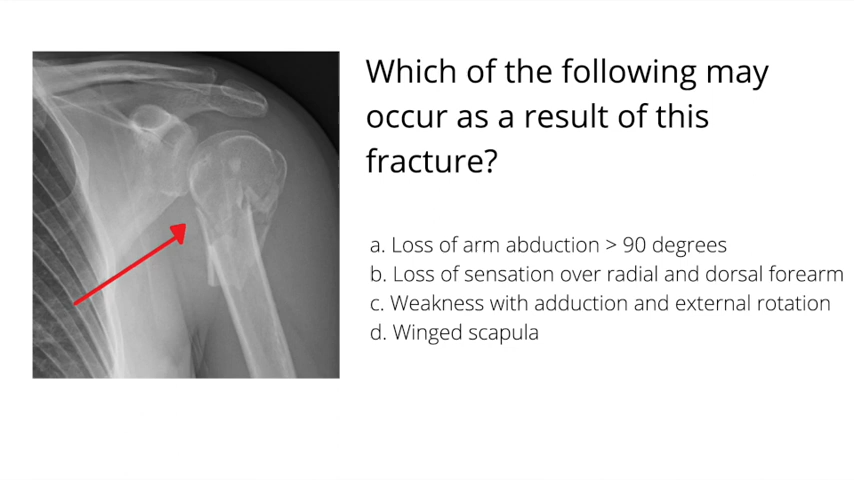 Which of the following may
occur as a result of this
fracture?
a. Loss of arm abduction > 90 degrees
b. Loss of sensation over radial and dorsal forearm
c. Weakness with adduction and external rotation
d. Winged scapula